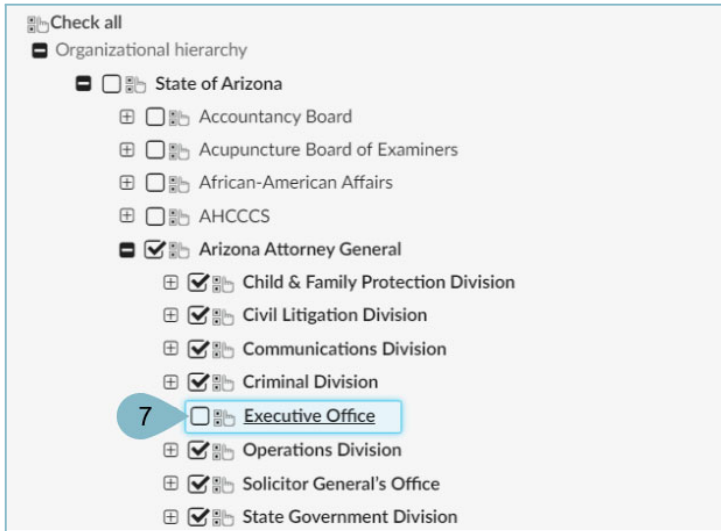 Check all
Organizational hierarchy
State of Arizona
Accountancy Board
Acupuncture Board of Examiners
African-American Affairs
AHCCCS
Arizona Attorney General
Child & Family Protection Division
Civil Litigation Division
Communications Division
Criminal Division
7 Executive Office
Operations Division
Solicitor General's Office
State Government Division